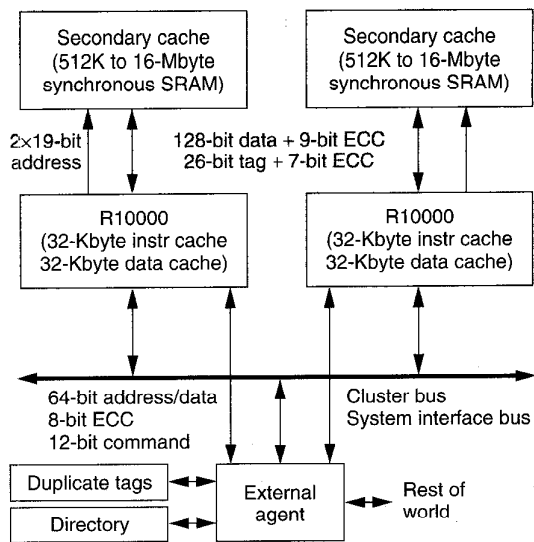 Secondary cache
(512K to 16-Mbyte
synchronous SRAM)
Secondary cache
(512K to 16-Mbyte
synchronous SRAM)
2×19-bit
address
128-bit data + 9-bit ECC
26-bit tag + 7-bit ECC
R10000
(32-Kbyte instr cache
32-Kbyte data cache)
R10000
(32-Kbyte instr cache
32-Kbyte data cache)
64-bit address/data
8-bit ECC
12-bit command
Cluster bus
System interface bus
Duplicate tags
Directory
External
agent
Rest of
world